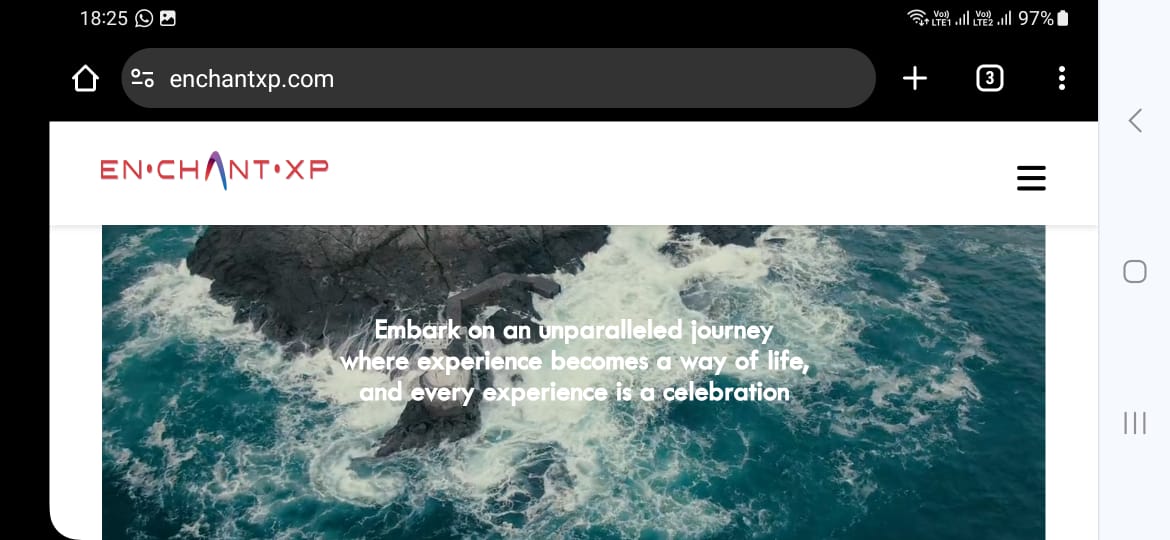 18:25
Vo)) LTE1 Vo)) LTE2 97%
enchantxp.com
3
EN•CHANT•XP
Embark on an unparalleled journey
where experience becomes a way of life,
and every experience is a celebration